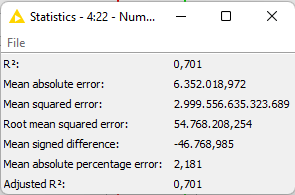 Statistics - 4:22 - Num...
File
R²: 0,701
Mean absolute error: 6.352.018,972
Mean squared error: 2.999.556.635.323.689
Root mean squared error: 54.768.208,254
Mean signed difference: -46.768,985
Mean absolute percentage error: 2,181
Adjusted R²: 0,701